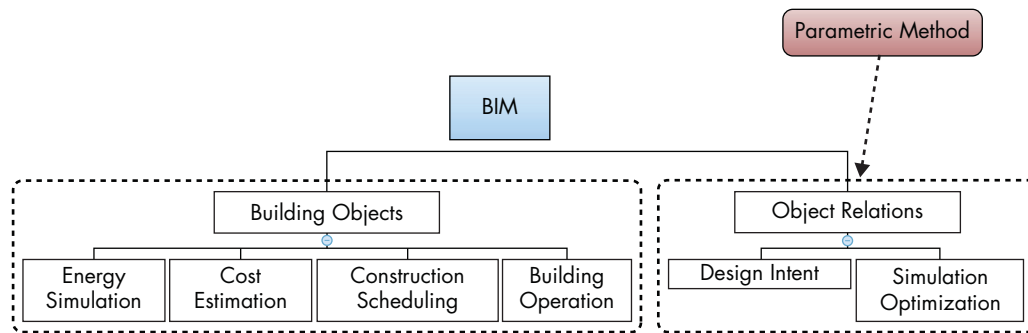 Parametric Method
BIM
Building Objects
Object Relations
Energy
Simulation
Cost
Estimation
Construction
Scheduling
Building
Operation
Design Intent
Simulation
Optimization